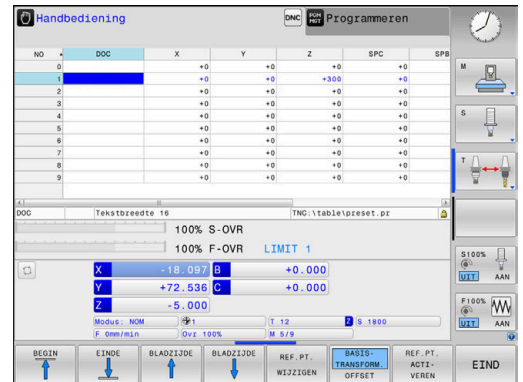 Handbediening DNC Programmeren
NO DOC X Y Z SPC SPB
0 +0 +0 +0 +0
1 +0 +0 +300 +0
2 +0 +0 +0 +0
3 +0 +0 +0 +0
4 +0 +0 +0 +0
5 +0 +0 +0 +0
6 +0 +0 +0 +0
7 +0 +0 +0 +0
8 +0 +0 +0 +0
9 +0 +0 +0 +0
DOC Tekstbreedte 16 TNC:\table\preset.pr
100% S-OVR
100% F-OVR LIMIT 1
X -18.097 B +0.000
Y +72.536 C +0.000
Z -5.000
Modus: NOM 1 T 12 Z S 1800
F 0mm/min Ovr 100% M 5/9
M
S
T
S100%
UIT AAN
F100%
UIT AAN
BEGIN
EINDE
BLADZIJDE
BLADZIJDE
REF.PT.
WIJZIGEN
BASIS-
TRANSFORM.
OFFSET
REF.PT.
ACTI-
VEREN
EIND